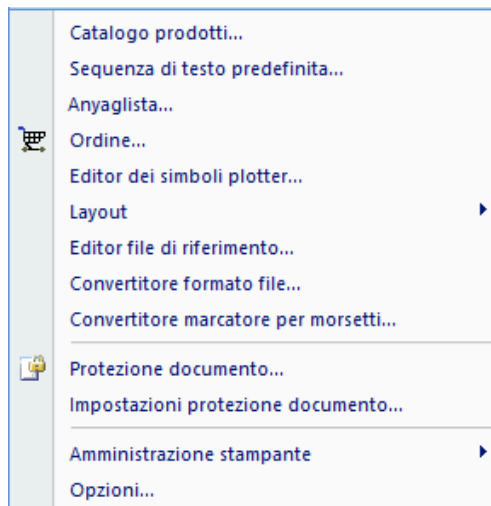 Catalogo prodotti...
Sequenza di testo predefinita...
Anyaglista...
Ordine...
Editor dei simboli plotter...
Layout
Editor file di riferimento...
Convertitore formato file...
Convertitore marcatore per morsetti...
Protezione documento...
Impostazioni protezione documento...
Amministrazione stampante
Opzioni...